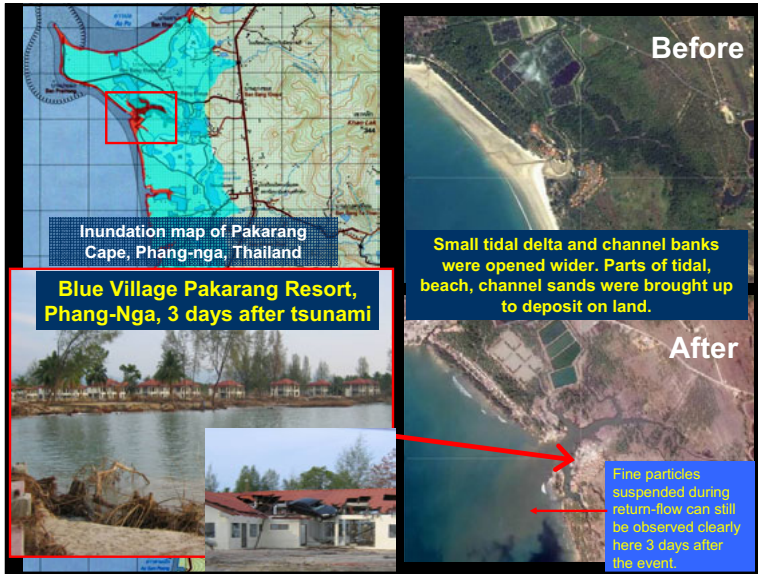 Inundation map of Pakarang
Cape, Phang-nga, Thailand
Blue Village Pakarang Resort,
Phang-Nga, 3 days after tsunami
Before
Small tidal delta and channel banks
were opened wider. Parts of tidal,
beach, channel sands were brought up
to deposit on land.
After
Fine particles
suspended during
return-flow can still
be observed clearly
here 3 days after
the event.